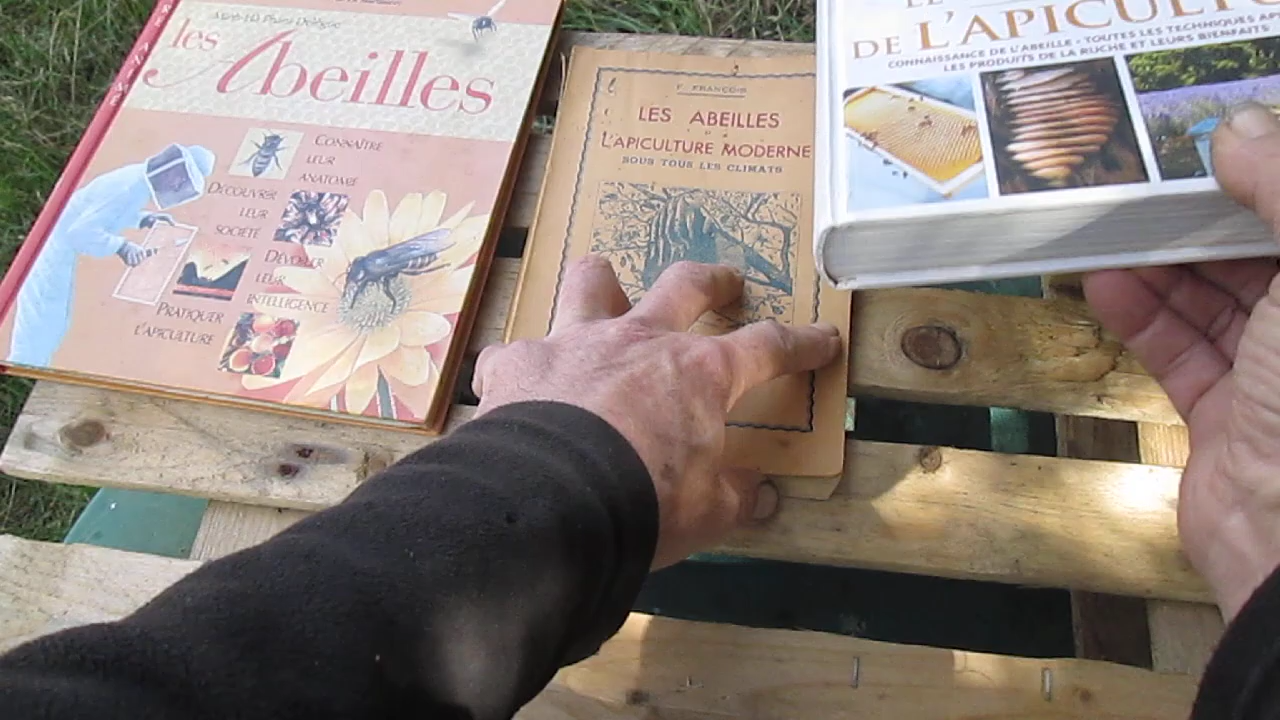 les Abeilles
CONNAÎTRE
LEUR
ANATOMIE
DÉCOUVRIR
LEUR
SOCIÉTÉ
DÉVOILER
LEUR
INTELLIGENCE
PRATIQUER
L'APICULTURE
F. FRANÇOIS
LES ABEILLES
L'APICULTURE MODERNE
SOUS TOUS LES CLIMATS
LE
DE L'APICULTU
CONNAISSANCE DE L'ABEILLE - TOUTES LES TECHNIQUES AP
LES PRODUITS DE LA RUCHE ET LEURS BIENFAITS